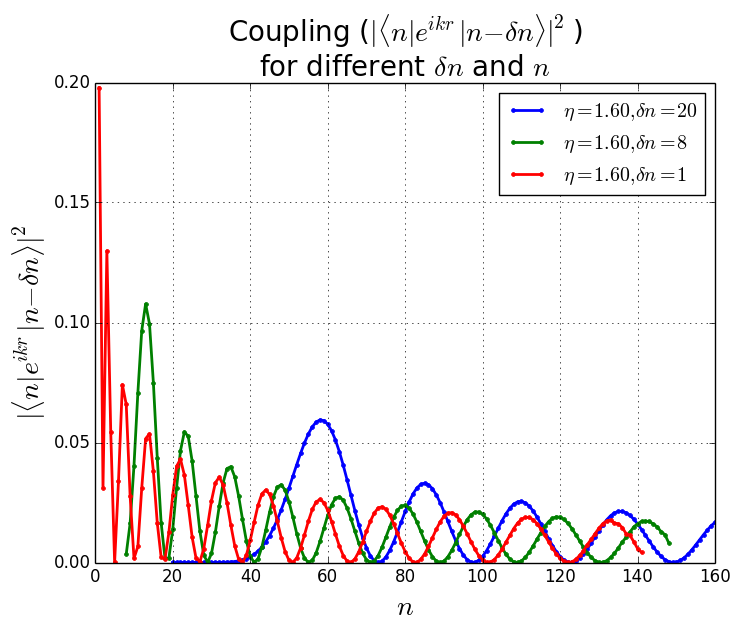 Coupling (|⟨n|e^{ikr}|n−δn⟩|²)
for different δn and n
|⟨n|e^{ikr}|n−δn⟩|²
0.20
0.15
0.10
0.05
0.00
η=1.60,δn=20
η=1.60,δn=8
η=1.60,δn=1
0 20 40 60 80 100 120 140 160
n